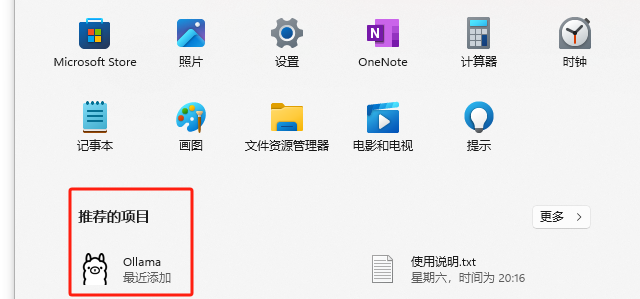 Microsoft Store 照片 设置 OneNote 计算器 时钟
记事本 画图 文件资源管理器 电影和电视 提示
推荐的项目 更多 >
Ollama 使用说明.txt
最近添加 星期六，时间为 20:16